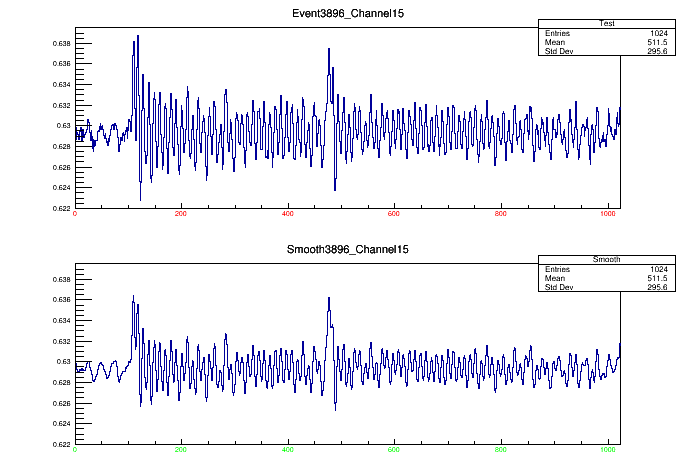 Event3896_Channel15
Test
Entries 1024
Mean 511.5
Std Dev 295.6
0.638
0.636
0.634
0.632
0.63
0.628
0.626
0.624
0.622
0 200 400 600 800 1000
Smooth3896_Channel15
Smooth
Entries 1024
Mean 511.5
Std Dev 295.6
0.638
0.636
0.634
0.632
0.63
0.628
0.626
0.624
0.622
0 200 400 600 800 1000